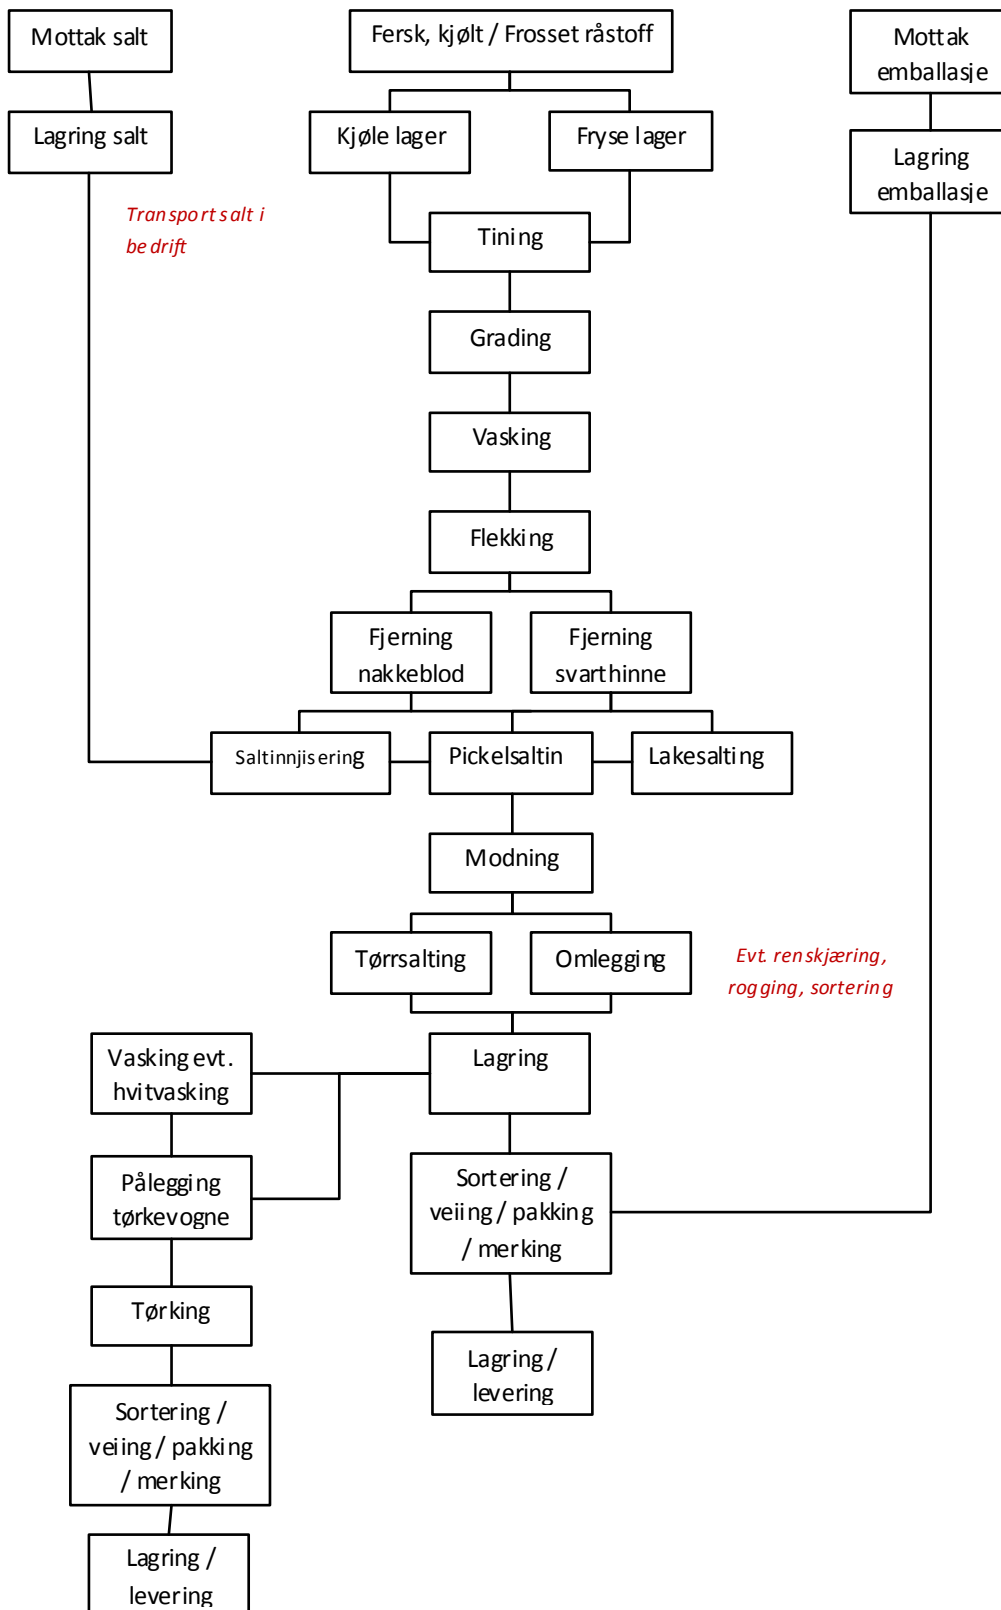 Mottak salt
Fersk, kjølt / Frosset råstoff
Mottak
emballasje
Lagring salt
Kjøle lager
Fryse lager
Lagring
emballasje
Transport salt i
bedrift
Tining
Grading
Vasking
Flekking
Fjerning
nakkeblod
Fjerning
svarthinne
Saltinnjisering
Pickelsaltin
Lakesalting
Modning
Tørrsalting
Omlegging
Evt. renskjæring,
rogging, sortering
Vasking evt.
hvitvasking
Lagring
Pålegging
tørkevogne
Sortering /
veiing / pakking
/ merking
Tørking
Lagring /
levering
Sortering /
veiing / pakking
/ merking
Lagring /
levering